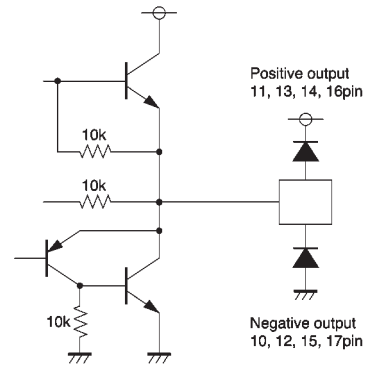 Positive output
11, 13, 14, 16pin
10k
10k
10k
Negative output
10, 12, 15, 17pin